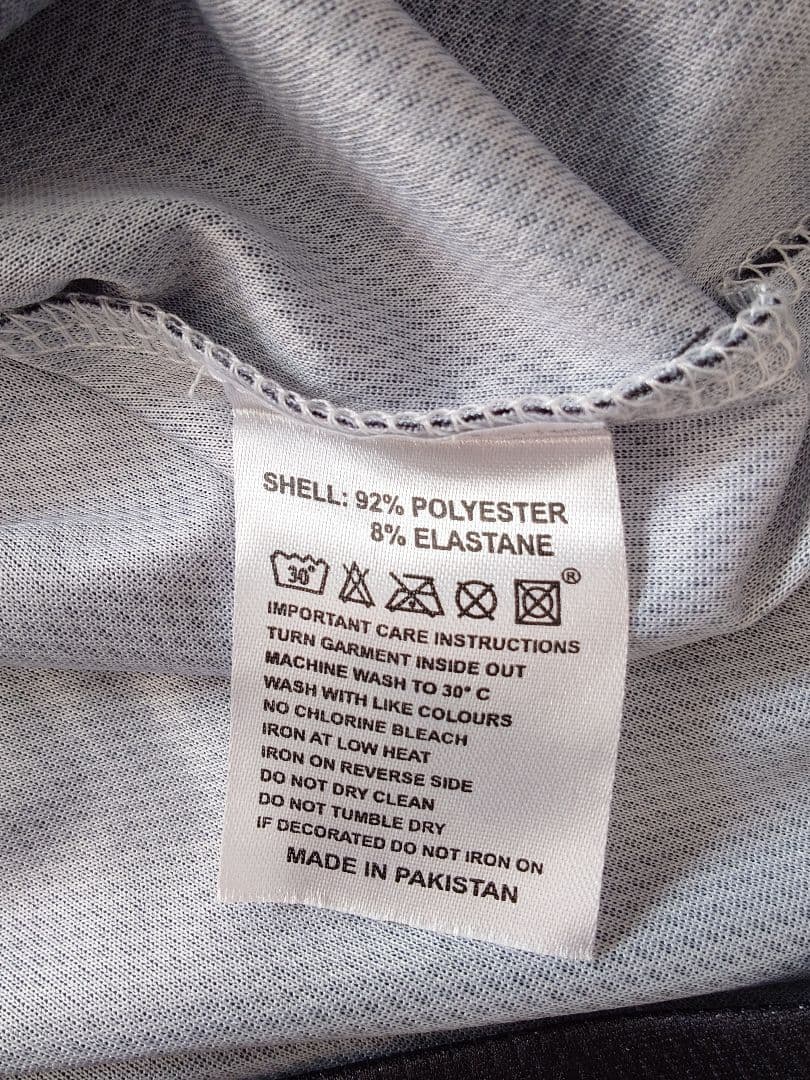 SHELL: 92% POLYESTER
8% ELASTANE
30° ®
IMPORTANT CARE INSTRUCTIONS
TURN GARMENT INSIDE OUT
MACHINE WASH TO 30° C
WASH WITH LIKE COLOURS
NO CHLORINE BLEACH
IRON AT LOW HEAT
IRON ON REVERSE SIDE
DO NOT DRY CLEAN
DO NOT TUMBLE DRY
IF DECORATED DO NOT IRON ON
MADE IN PAKISTAN